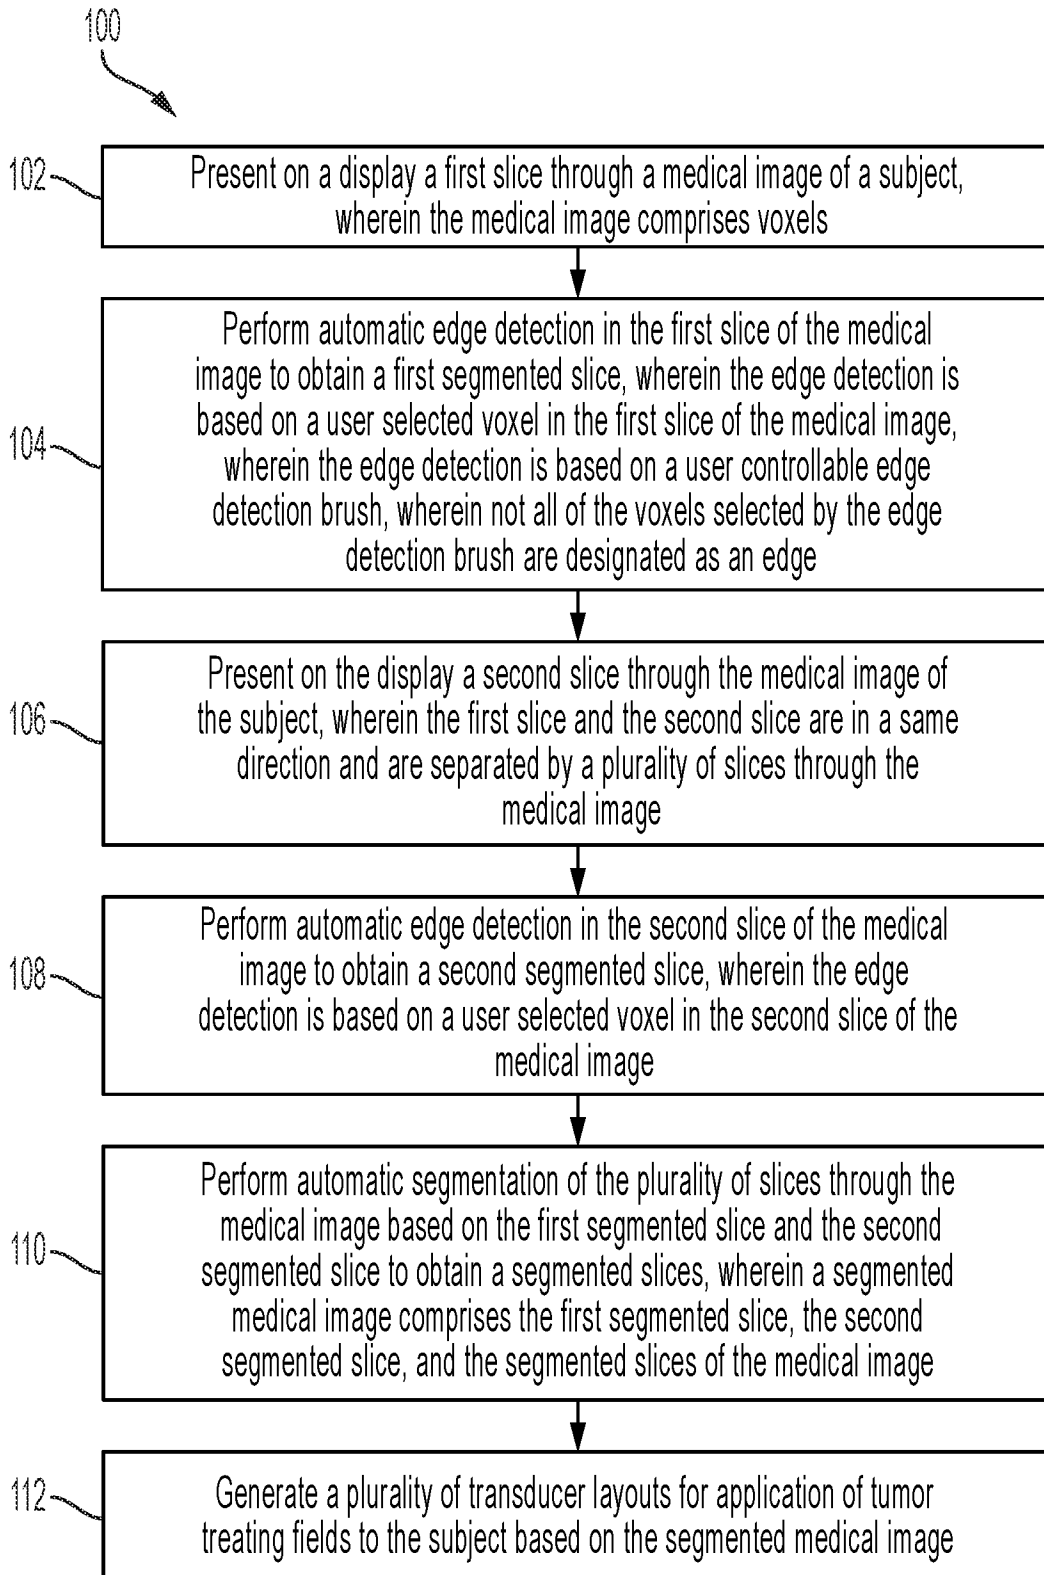 100
102
Present on a display a first slice through a medical image of a subject,
wherein the medical image comprises voxels
104
Perform automatic edge detection in the first slice of the medical
image to obtain a first segmented slice, wherein the edge detection is
based on a user selected voxel in the first slice of the medical image,
wherein the edge detection is based on a user controllable edge
detection brush, wherein not all of the voxels selected by the edge
detection brush are designated as an edge
106
Present on the display a second slice through the medical image of
the subject, wherein the first slice and the second slice are in a same
direction and are separated by a plurality of slices through the
medical image
108
Perform automatic edge detection in the second slice of the medical
image to obtain a second segmented slice, wherein the edge
detection is based on a user selected voxel in the second slice of the
medical image
110
Perform automatic segmentation of the plurality of slices through the
medical image based on the first segmented slice and the second
segmented slice to obtain a segmented slices, wherein a segmented
medical image comprises the first segmented slice, the second
segmented slice, and the segmented slices of the medical image
112
Generate a plurality of transducer layouts for application of tumor
treating fields to the subject based on the segmented medical image